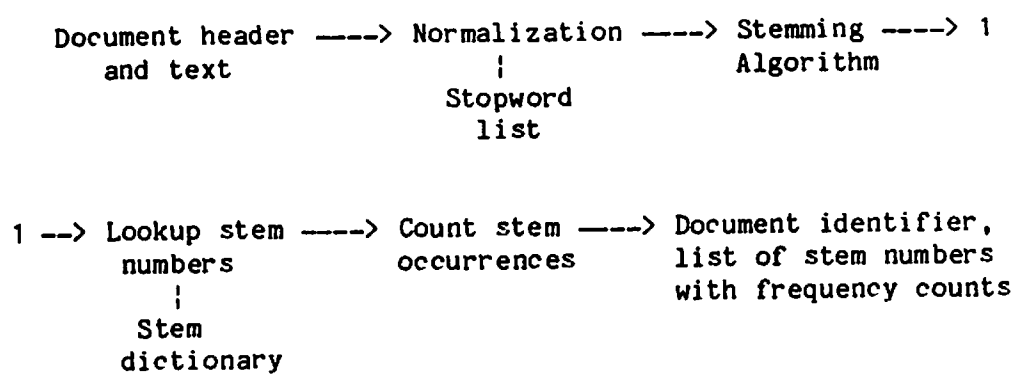 Document header ----> Normalization ----> Stemming ----> 1
and text
Algorithm
¦
Stopword
list
1 --> Lookup stem ----> Count stem ----> Document identifier,
numbers
occurrences
list of stem numbers
with frequency counts
¦
Stem
dictionary